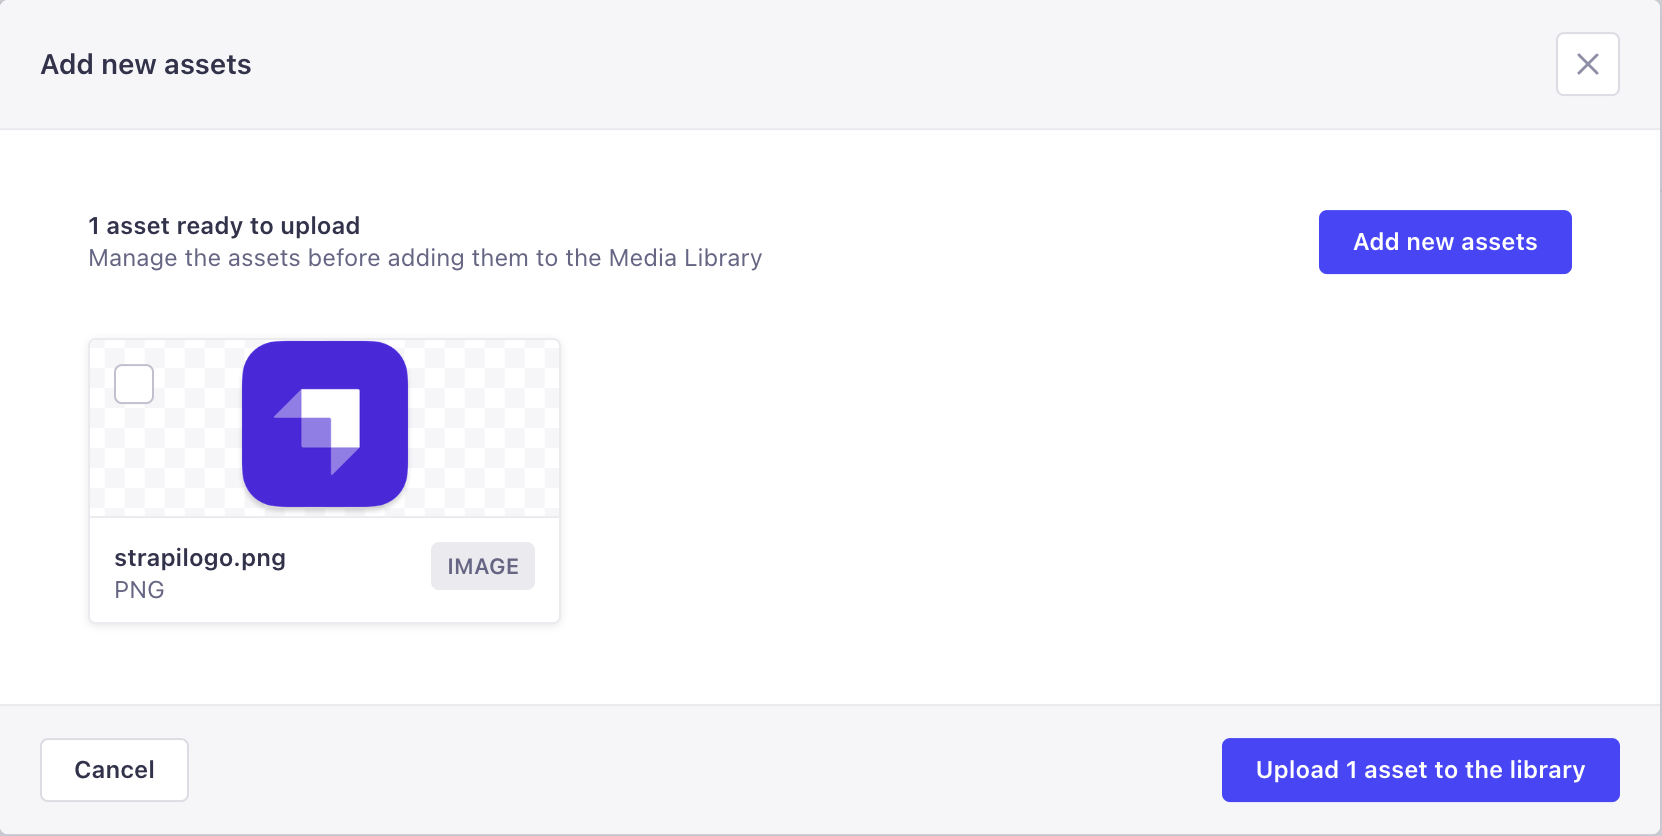 Add new assets
1 asset ready to upload
Manage the assets before adding them to the Media Library
Add new assets
strapilogo.png
PNG
IMAGE
Cancel
Upload 1 asset to the library